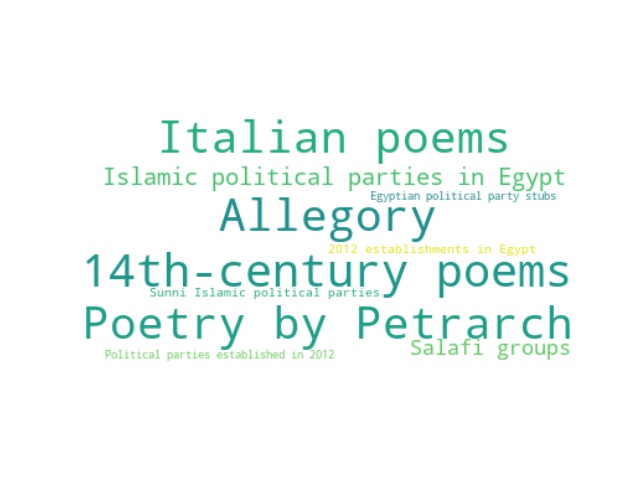 Italian poems
Islamic political parties in Egypt
Egyptian political party stubs
Allegory
2012 establishments in Egypt
14th-century poems
Sunni Islamic political parties
Poetry by Petrarch
Salafi groups
Political parties established in 2012